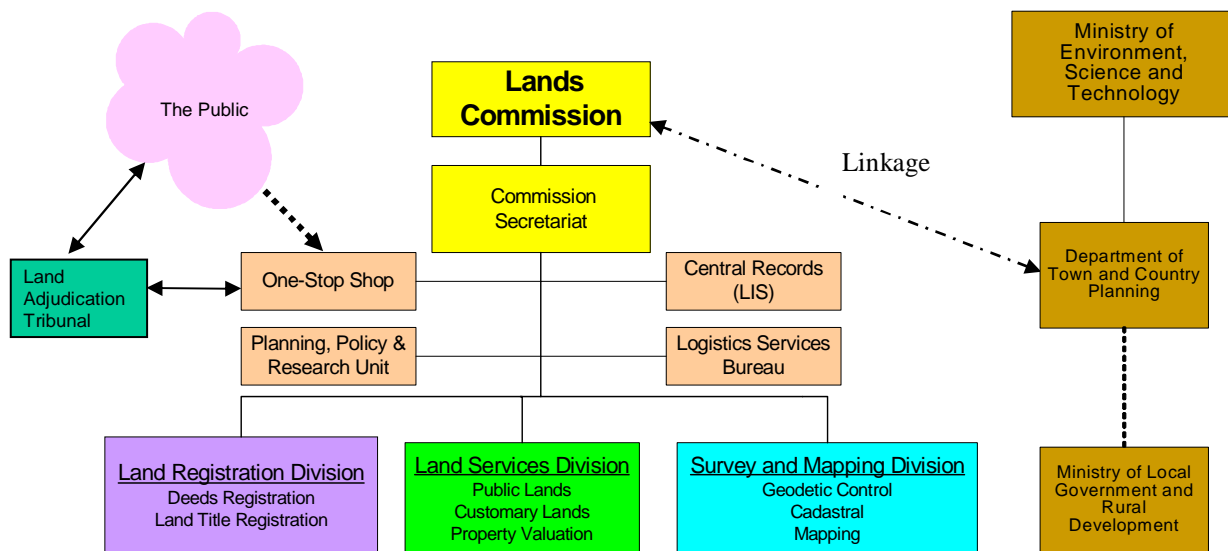 The Public
Lands
Commission
Ministry of
Environment,
Science and
Technology
Linkage
Commission
Secretariat
Land
Adjudication
Tribunal
One-Stop Shop
Central Records
(LIS)
Department of
Town and Country
Planning
Planning, Policy &
Research Unit
Logistics Services
Bureau
Land Registration Division
Deeds Registration
Land Title Registration
Land Services Division
Public Lands
Customary Lands
Property Valuation
Survey and Mapping Division
Geodetic Control
Cadastral
Mapping
Ministry of Local
Government and
Rural
Development